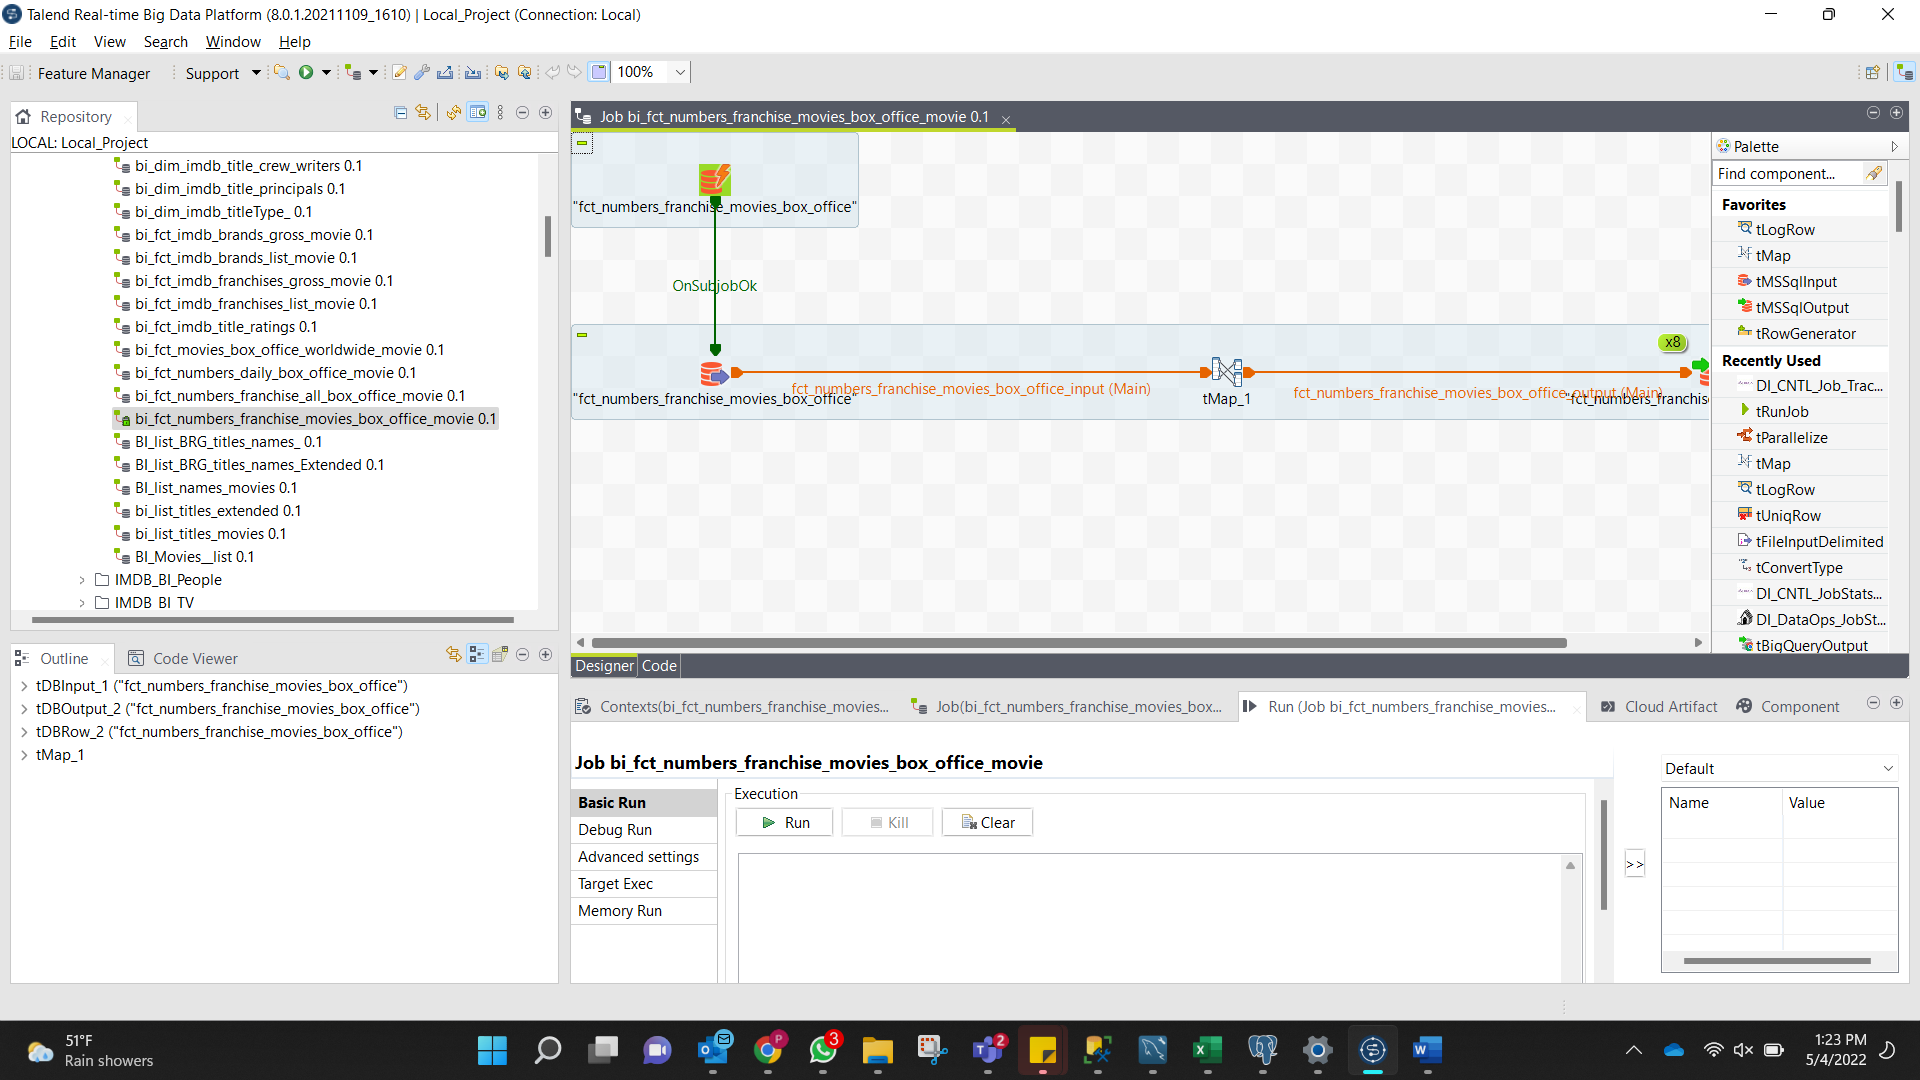 Talend Real-time Big Data Platform (8.0.1.20211109_1610) | Local_Project (Connection: Local)
File Edit View Search Window Help
Feature Manager Support 100%
Repository
LOCAL: Local_Project
bi_dim_imdb_title_crew_writers 0.1
bi_dim_imdb_title_principals 0.1
bi_dim_imdb_titleType_ 0.1
bi_fct_imdb_brands_gross_movie 0.1
bi_fct_imdb_brands_list_movie 0.1
bi_fct_imdb_franchises_gross_movie 0.1
bi_fct_imdb_franchises_list_movie 0.1
bi_fct_imdb_title_ratings 0.1
bi_fct_movies_box_office_worldwide_movie 0.1
bi_fct_numbers_daily_box_office_movie 0.1
bi_fct_numbers_franchise_all_box_office_movie 0.1
bi_fct_numbers_franchise_movies_box_office_movie 0.1
BI_list_BRG_titles_names_ 0.1
BI_list_BRG_titles_names_Extended 0.1
BI_list_names_movies 0.1
bi_list_titles_extended 0.1
bi_list_titles_movies 0.1
BI_Movies__list 0.1
IMDB_BI_People
IMDB_BI_TV
Outline Code Viewer
tDBInput_1 ("fct_numbers_franchise_movies_box_office")
tDBOutput_2 ("fct_numbers_franchise_movies_box_office")
tDBRow_2 ("fct_numbers_franchise_movies_box_office")
tMap_1
Job bi_fct_numbers_franchise_movies_box_office_movie 0.1
"fct_numbers_franchise_movies_box_office"
OnSubjobOk
x8
fct_numbers_franchise_movies_box_office_input (Main)
fct_numbers_franchise_movies_box_office_output (Main)
"fct_numbers_franchise_movies_box_office"
tMap_1
"fct_numbers_franchis
Designer Code
Palette
Find component...
Favorites
tLogRow
tMap
tMSSqlInput
tMSSqlOutput
tRowGenerator
Recently Used
DI_CNTL_Job_Trac...
tRunJob
tParallelize
tMap
tLogRow
tUniqRow
tFileInputDelimited
tConvertType
DI_CNTL_JobStats...
DI_DataOps_JobSt...
tBigQueryOutput
Contexts(bi_fct_numbers_franchise_movies... Job(bi_fct_numbers_franchise_movies_box... Run (Job bi_fct_numbers_franchise_movies... Cloud Artifact Component
Job bi_fct_numbers_franchise_movies_box_office_movie
Basic Run
Debug Run
Advanced settings
Target Exec
Memory Run
Execution
Run Kill Clear
>>
Default
Name Value
51°F
Rain showers
P
3
2
1:23 PM
5/4/2022